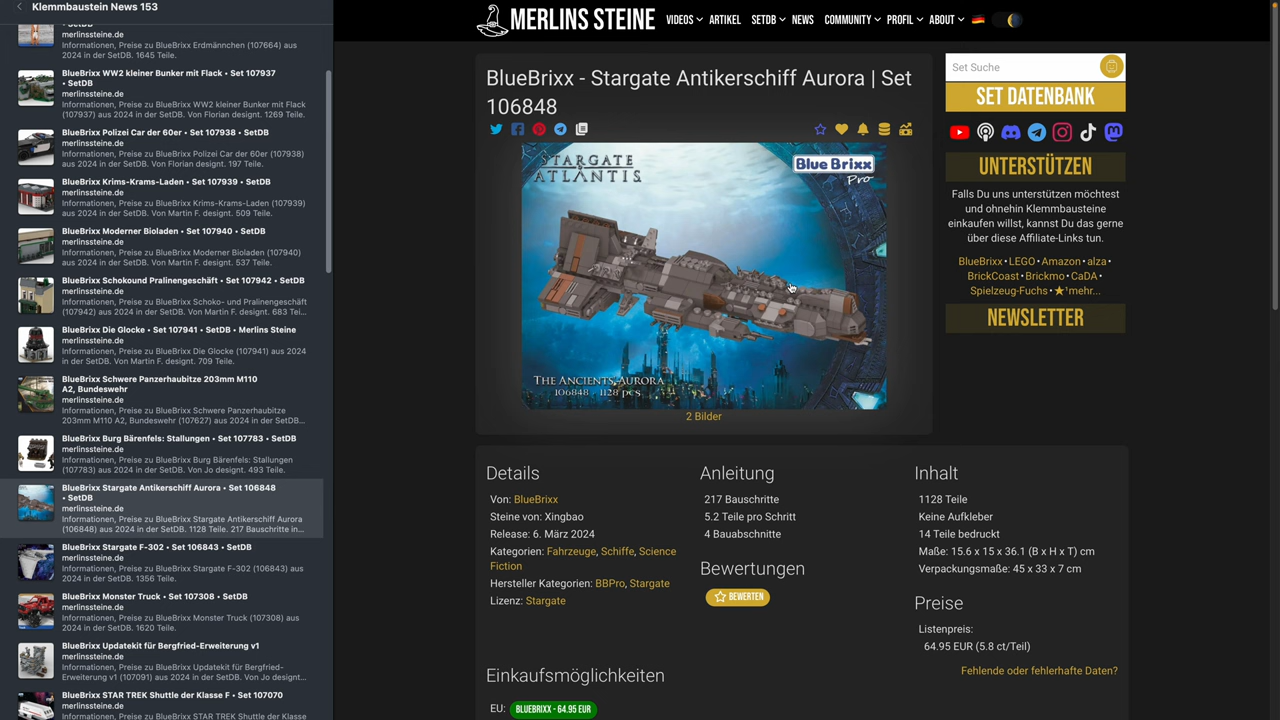 Klemmbaustein News 153
merlinssteine.de
Informationen, Preise zu BlueBrixx Erdmännchen (107664) aus
2024 in der SetDB. 1645 Teile.
BlueBrixx WW2 kleiner Bunker mit Flack • Set 107937
• SetDB
merlinssteine.de
Informationen, Preise zu BlueBrixx WW2 kleiner Bunker mit Flack
(107937) aus 2024 in der SetDB. Von Florian designt. 1269 Teile.
BlueBrixx Polizei Car der 60er • Set 107938 • SetDB
merlinssteine.de
Informationen, Preise zu BlueBrixx Polizei Car der 60er (107938)
aus 2024 in der SetDB. Von Florian designt. 197 Teile.
BlueBrixx Krims-Krams-Laden • Set 107939 • SetDB
merlinssteine.de
Informationen, Preise zu BlueBrixx Krims-Krams-Laden (107939)
aus 2024 in der SetDB. Von Martin F. designt. 509 Teile.
BlueBrixx Moderner Bioladen • Set 107940 • SetDB
merlinssteine.de
Informationen, Preise zu BlueBrixx Moderner Bioladen (107940)
aus 2024 in der SetDB. Von Martin F. designt. 537 Teile.
BlueBrixx Schokound Pralinengeschäft • Set 107942 • SetDB
merlinssteine.de
Informationen, Preise zu BlueBrixx Schoko- und Pralinengeschäft
(107942) aus 2024 in der SetDB. Von Martin F. designt. 683 Tei...
BlueBrixx Die Glocke • Set 107941 • SetDB • Merlins Steine
merlinssteine.de
Informationen, Preise zu BlueBrixx Die Glocke (107941) aus 2024
in der SetDB. Von Martin F. designt. 709 Teile.
BlueBrixx Schwere Panzerhaubitze 203mm M110
A2, Bundeswehr
merlinssteine.de
Informationen, Preise zu BlueBrixx Schwere Panzerhaubitze
203mm M110 A2, Bundeswehr (107627) aus 2024 in der SetDB...
BlueBrixx Burg Bärenfels: Stallungen • Set 107783 • SetDB
merlinssteine.de
Informationen, Preise zu BlueBrixx Burg Bärenfels: Stallungen
(107783) aus 2024 in der SetDB. Von Jo designt. 493 Teile.
BlueBrixx Stargate Antikerschiff Aurora • Set 106848
• SetDB
merlinssteine.de
Informationen, Preise zu BlueBrixx Stargate Antikerschiff Aurora
(106848) aus 2024 in der SetDB. 1128 Teile. 217 Bauschritte in...
BlueBrixx Stargate F-302 • Set 106843 • SetDB
merlinssteine.de
Informationen, Preise zu BlueBrixx Stargate F-302 (106843) aus
2024 in der SetDB. 1356 Teile.
BlueBrixx Monster Truck • Set 107308 • SetDB
merlinssteine.de
Informationen, Preise zu BlueBrixx Monster Truck (107308) aus
2024 in der SetDB. 1620 Teile.
BlueBrixx Updatekit für Bergfried-Erweiterung v1
merlinssteine.de
Informationen, Preise zu BlueBrixx Updatekit für Bergfried-
Erweiterung v1 (107091) aus 2024 in der SetDB. Von Jo design...
BlueBrixx STAR TREK Shuttle der Klasse F • Set 107070
• SetDB
merlinssteine.de
Informationen, Preise zu BlueBrixx STAR TREK Shuttle der Klasse
MERLINS STEINE
VIDEOS ARTIKEL SETDB NEWS COMMUNITY PROFIL ABOUT
BlueBrixx - Stargate Antikerschiff Aurora | Set
106848
STARGATE
ATLANTIS
Blue Brixx
Pro
THE ANCIENTS AURORA
106848 - 1128 PCS
2 Bilder
Details
Von: BlueBrixx
Steine von: Xingbao
Release: 6. März 2024
Kategorien: Fahrzeuge, Schiffe, Science
Fiction
Hersteller Kategorien: BBPro, Stargate
Lizenz: Stargate
Anleitung
217 Bauschritte
5.2 Teile pro Schritt
4 Bauabschnitte
Bewertungen
BEWERTEN
Inhalt
1128 Teile
Keine Aufkleber
14 Teile bedruckt
Maße: 15.6 x 15 x 36.1 (B x H x T) cm
Verpackungsmaße: 45 x 33 x 7 cm
Preise
Listenpreis:
64.95 EUR (5.8 ct/Teil)
Fehlende oder fehlerhafte Daten?
Einkaufsmöglichkeiten
EU: BLUEBRIXX - 64.95 EUR
Set Suche
SET DATENBANK
UNTERSTÜTZEN
Falls Du uns unterstützen möchtest
und ohnehin Klemmbausteine
einkaufen willst, kannst Du das gerne
über diese Affiliate-Links tun.
BlueBrixx • LEGO • Amazon • alza •
BrickCoast • Brickmo • CaDA •
Spielzeug-Fuchs • ★¹mehr...
NEWSLETTER